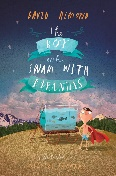 DAVID ALMOND
the
BOY
who
SWAM WITH
PIRANHAS